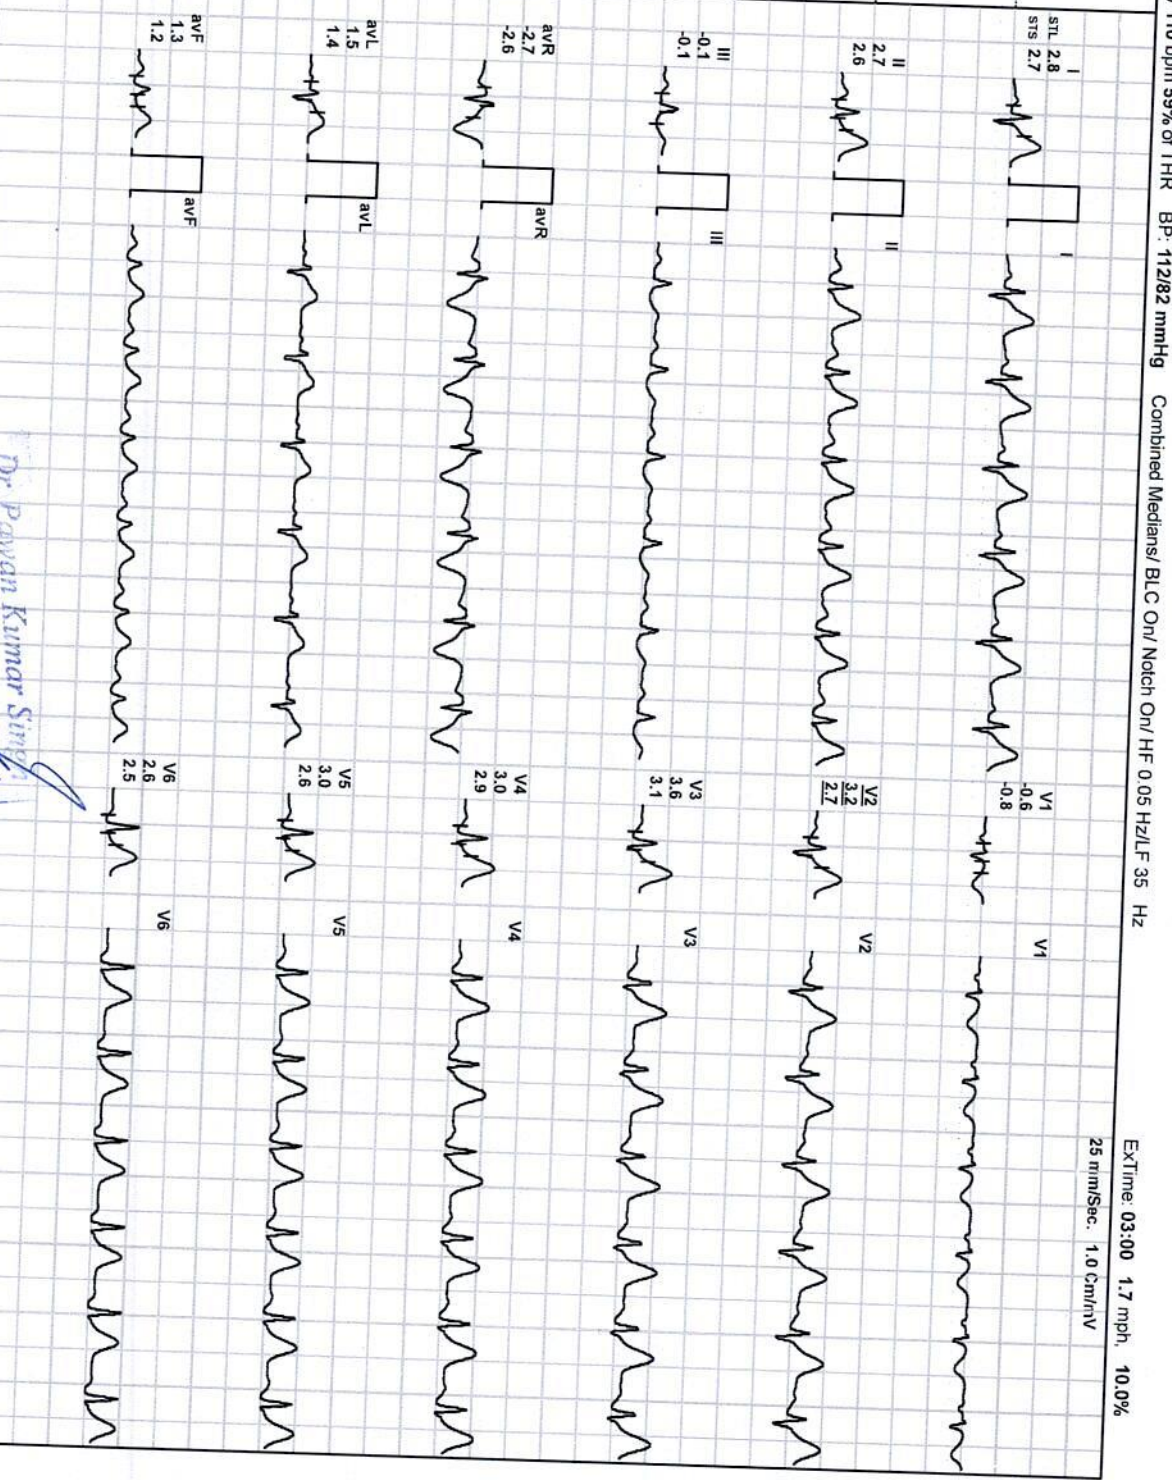 110 bpm 59% of THR BP: 112/82 mmHg Combined Medians/ BLC On/ Notch On/ HF 0.05 Hz/LF 35 Hz
ExTime: 03:00 1.7 mph, 10.0%
25 mm/Sec. 1.0 Cm/mV
I
STL 2.8
STS 2.7
I
V1
-0.6
-0.8
V1
II
2.7
2.6
II
V2
3.2
2.7
V2
III
-0.1
-0.1
III
V3
3.6
3.1
V3
avR
-2.7
-2.6
avR
V4
3.0
2.9
V4
avL
1.5
1.4
avL
V5
3.0
2.6
V5
avF
1.3
1.2
avF
V6
2.6
2.5
V6
Dr Pawan Kumar Singh